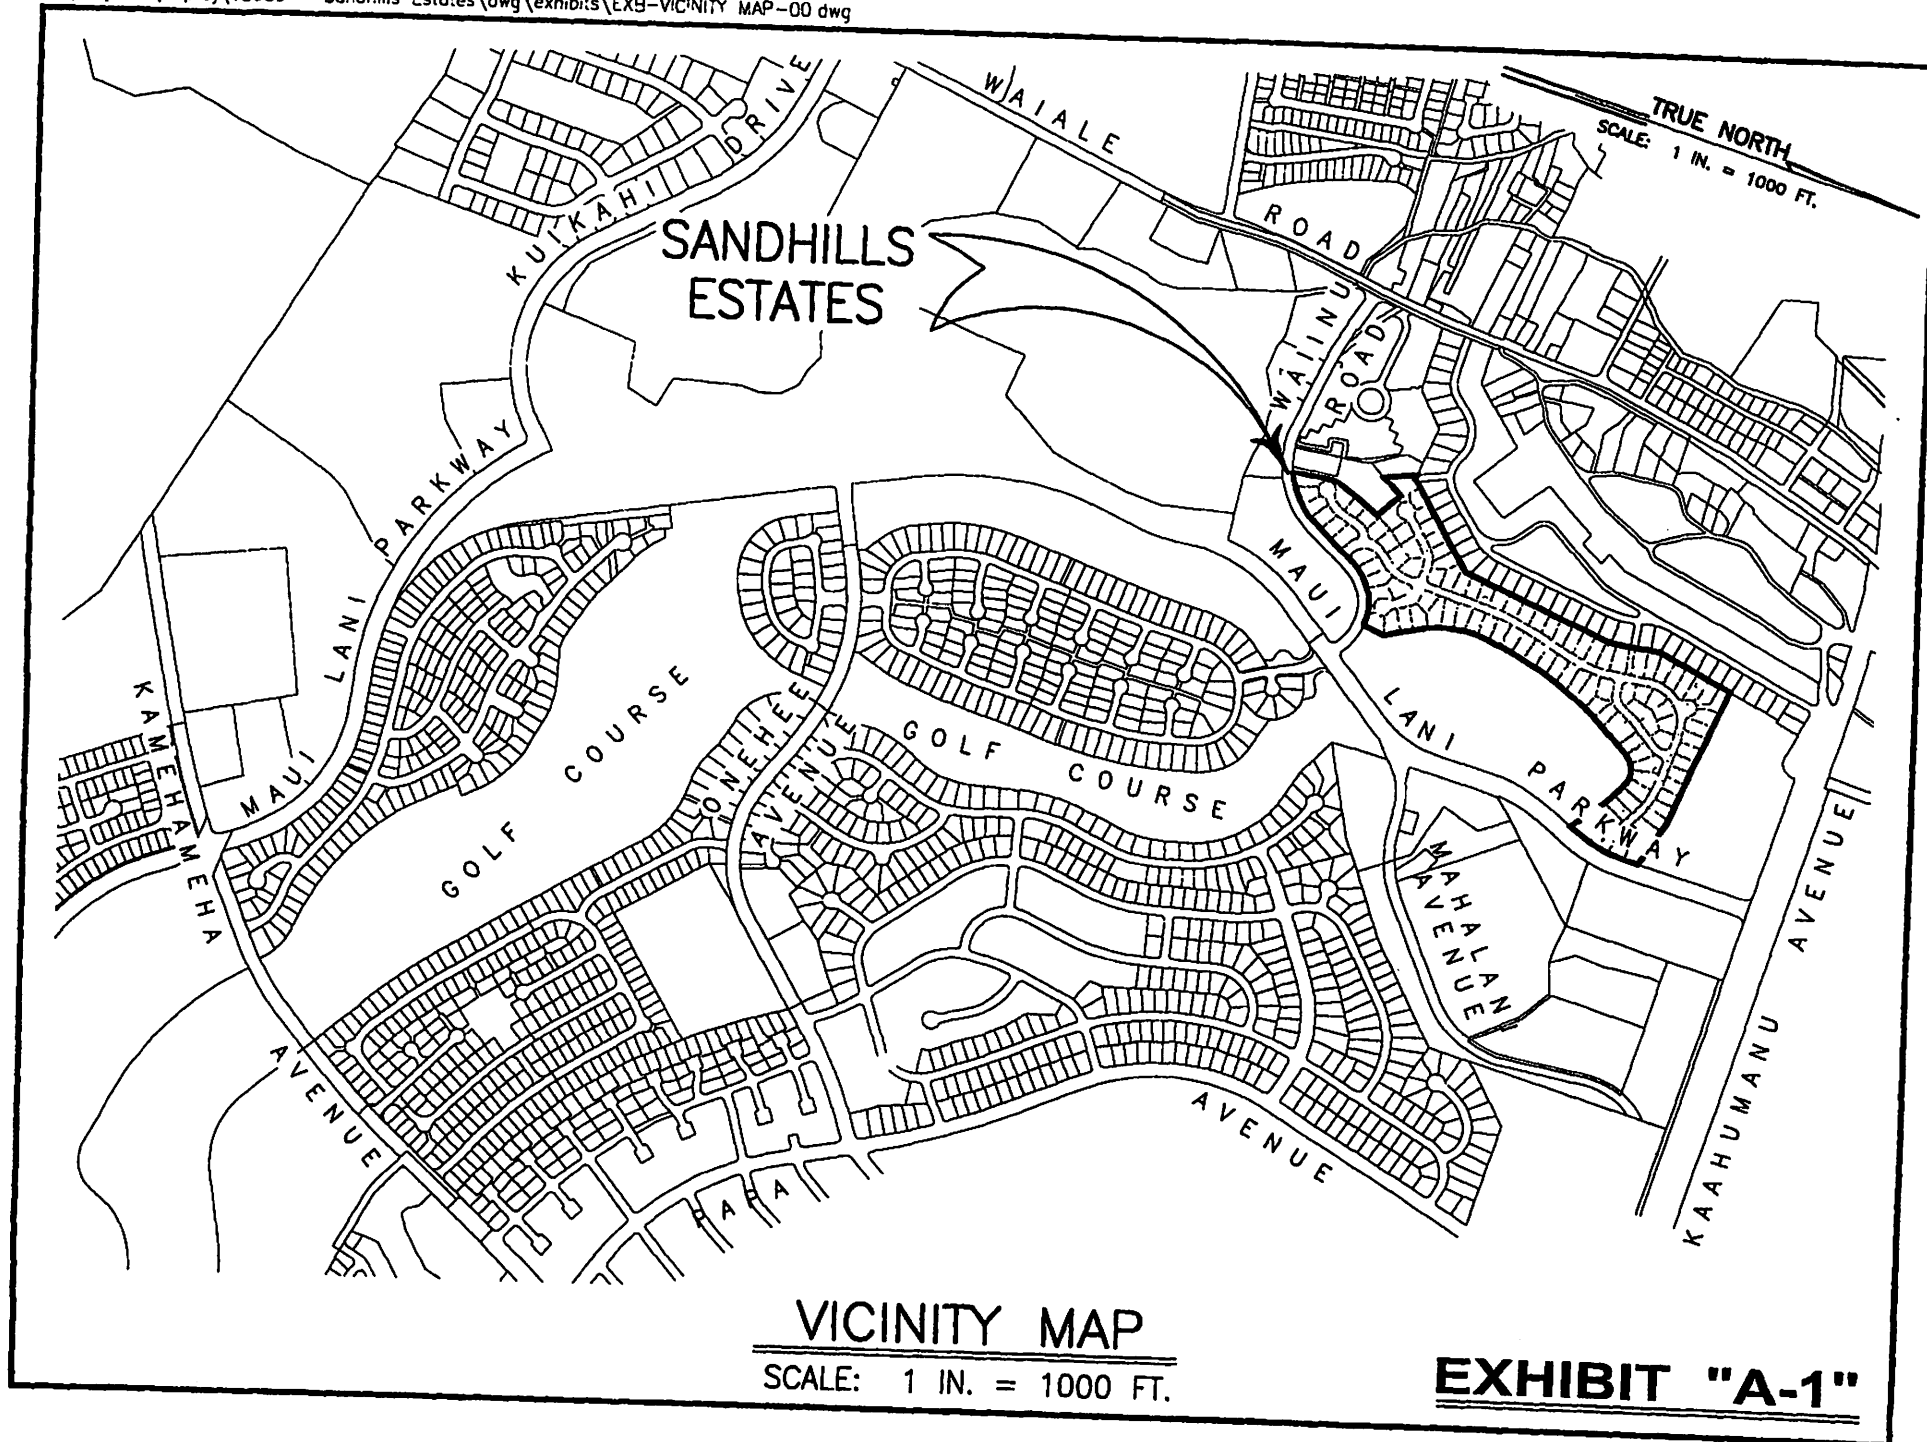 Estates\dwg\exhibits\EXB-VICINITY MAP-00 dwg
TRUE NORTH
SCALE: 1 IN. = 1000 FT.
WAIALE
ROAD
KUIKAHI DRIVE
SANDHILLS
ESTATES
WAIINU
ROAD
MAUI LANI PARKWAY
MAUI
LANI
PARKWAY
KAMEHAMEHA
KAMEHAMEHA
AVENUE
GOLF COURSE
GOLF COURSE
ONEHEE
AVENUE
MAHALANI
AVENUE
KAAHUMANU AVENUE
PAPA
AVENUE
VICINITY MAP
SCALE: 1 IN. = 1000 FT.
EXHIBIT "A-1"